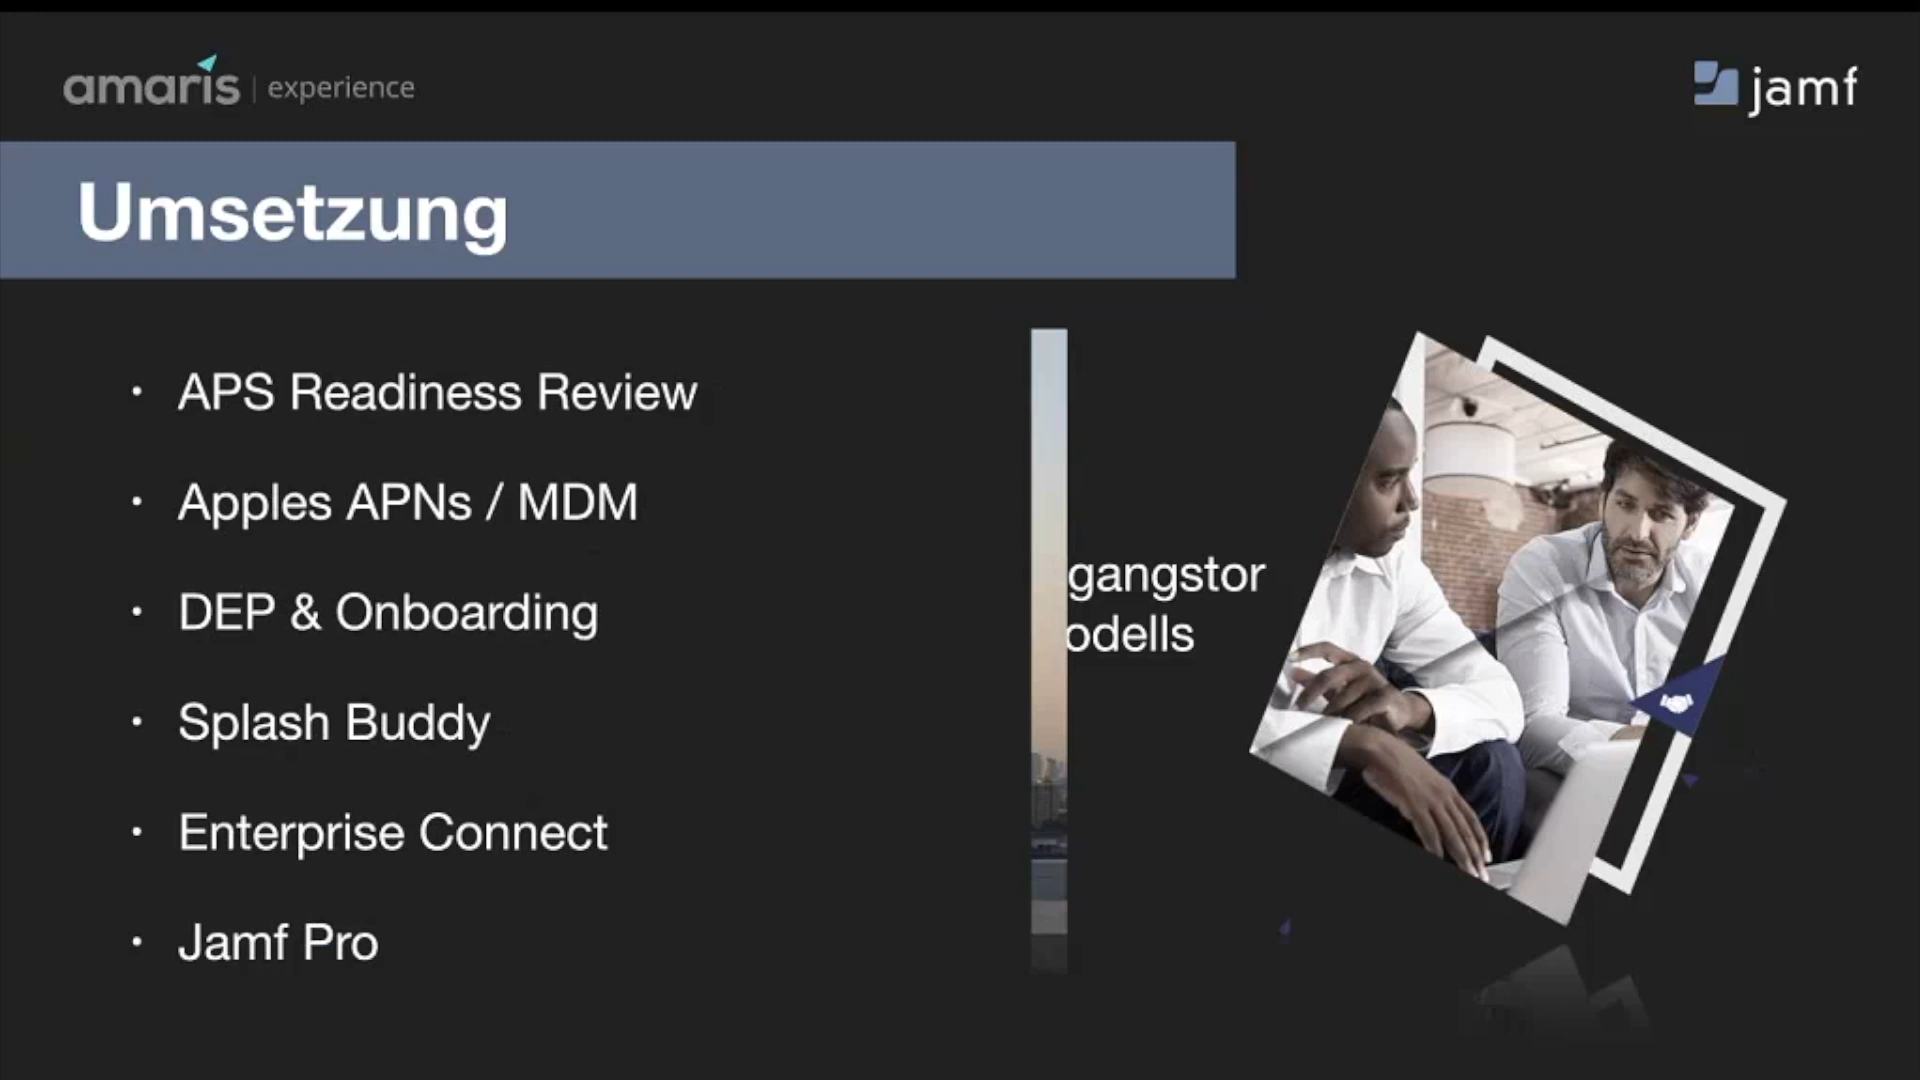 amaris | experience
jamf
Umsetzung
• APS Readiness Review
• Apples APNs / MDM
• DEP & Onboarding
• Splash Buddy
• Enterprise Connect
• Jamf Pro
gangstor
odells